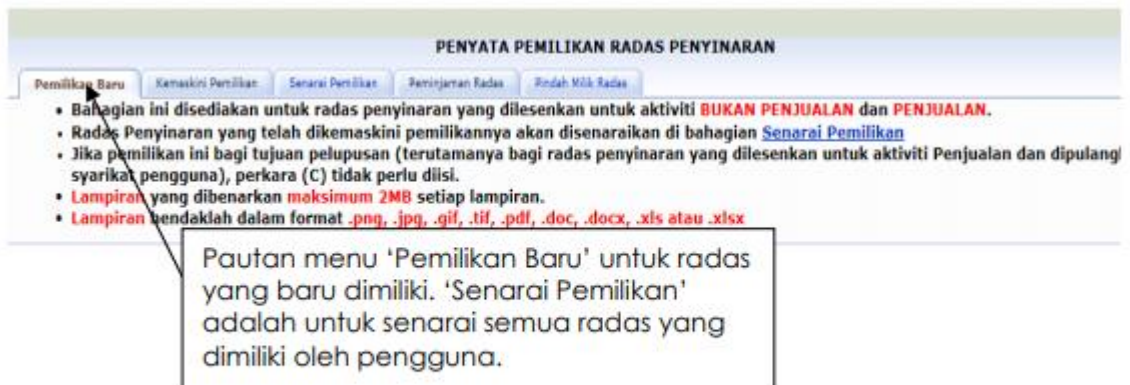 PENYATA PEMILIKAN RADAS PENYINARAN
Pemilikan Baru Kemaskini Pemilikan Senarai Pemilikan Peminjaman Radas Pindah Milik Radas
• Bahagian ini disediakan untuk radas penyinaran yang dilesenkan untuk aktiviti BUKAN PENJUALAN dan PENJUALAN.
• Radas Penyinaran yang telah dikemaskini pemilikannya akan disenaraikan di bahagian Senarai Pemilikan
• Jika pemilikan ini bagi tujuan pelupusan (terutamanya bagi radas penyinaran yang dilesenkan untuk aktiviti Penjualan dan dipulang
syarikat pengguna), perkara (C) tidak perlu diisi.
• Lampiran yang dibenarkan maksimum 2MB setiap lampiran.
• Lampiran hendaklah dalam format .png, .jpg, .gif, .tif, .pdf, .doc, .docx, .xls atau .xlsx
Pautan menu ‘Pemilikan Baru’ untuk radas
yang baru dimiliki. ‘Senarai Pemilikan’
adalah untuk senarai semua radas yang
dimiliki oleh pengguna.